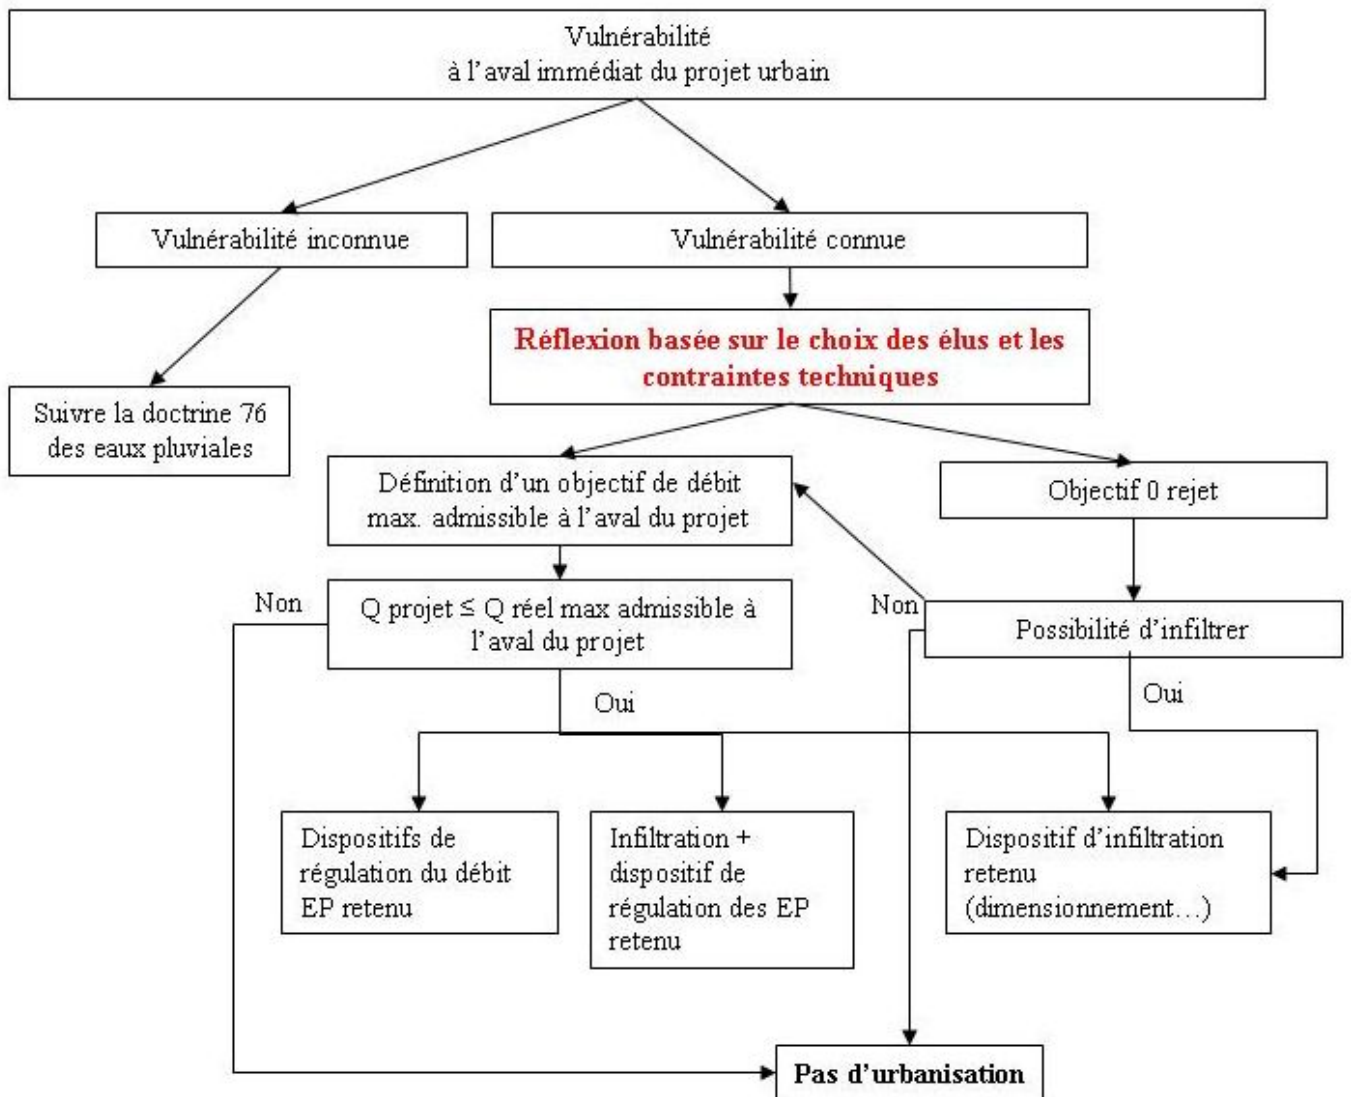 Vulnérabilité
à l'aval immédiat du projet urbain
Vulnérabilité inconnue
Vulnérabilité connue
Réflexion basée sur le choix des élus et les
contraintes techniques
Suivre la doctrine 76
des eaux pluviales
Définition d'un objectif de débit
max. admissible à l'aval du projet
Objectif 0 rejet
Non
Q projet ≤ Q réel max admissible à
l'aval du projet
Non
Possibilité d'infiltrer
Oui
Oui
Dispositifs de
régulation du débit
EP retenu
Infiltration +
dispositif de
régulation des EP
retenu
Dispositif d'infiltration
retenu
(dimensionnement…)
Pas d'urbanisation